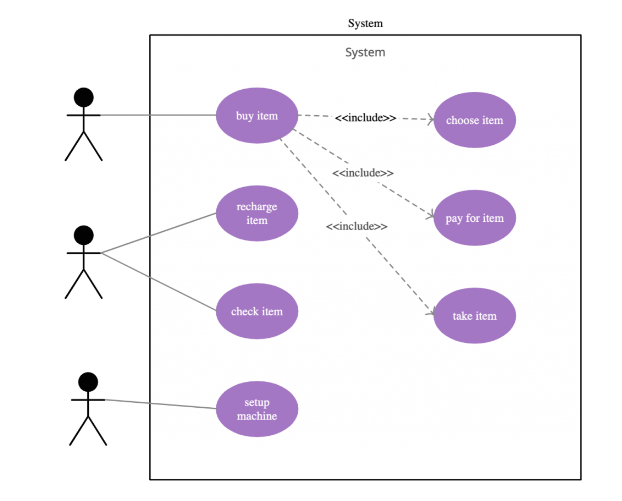 System
System
buy item
<<include>>
choose item
<<include>>
recharge
item
pay for item
<<include>>
check item
take item
setup
machine